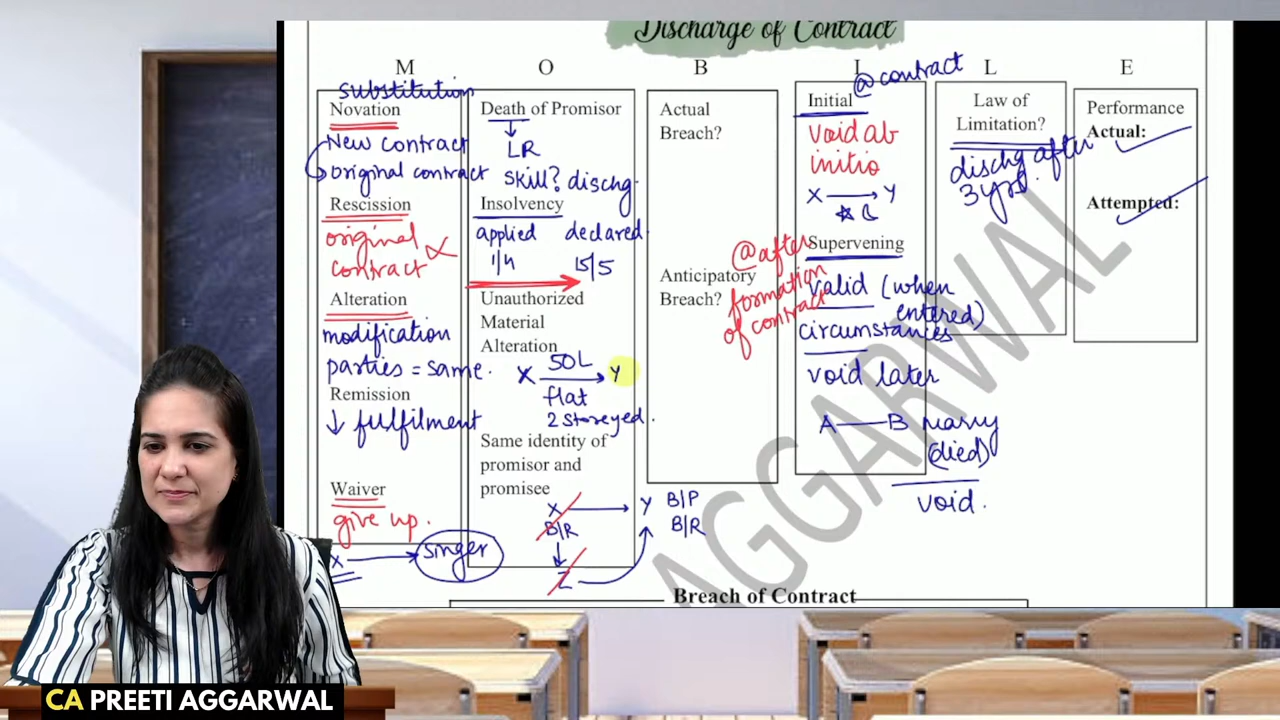 Discharge of Contract
M
substitution
Novation
New contract
original contract
Rescission
original
contract
Alteration
modification
parties = same.
Remission
↓ fulfilment
Waiver
give up.
X → singer
O
Death of Promisor
↓
LR
skill? dischg.
Insolvency
applied declared
1/4 15/5
Unauthorized
Material
Alteration
X 50L → Y
flat
2 storeyed.
Same identity of
promisor and
promisee
X → Y B/P
B/R B/R
Z
B
Actual
Breach?
Anticipatory
Breach?
I
@ contract
Initial
void ab
initio
X → Y
@ after
formation
of contract
Supervening
valid (when
entered)
circumstances
void later
A — B marry
(died)
void.
L
Law of
Limitation?
dischg after
3 yrs.
E
Performance
Actual:
Attempted:
AGGARWAL
Breach of Contract
CA PREETI AGGARWAL